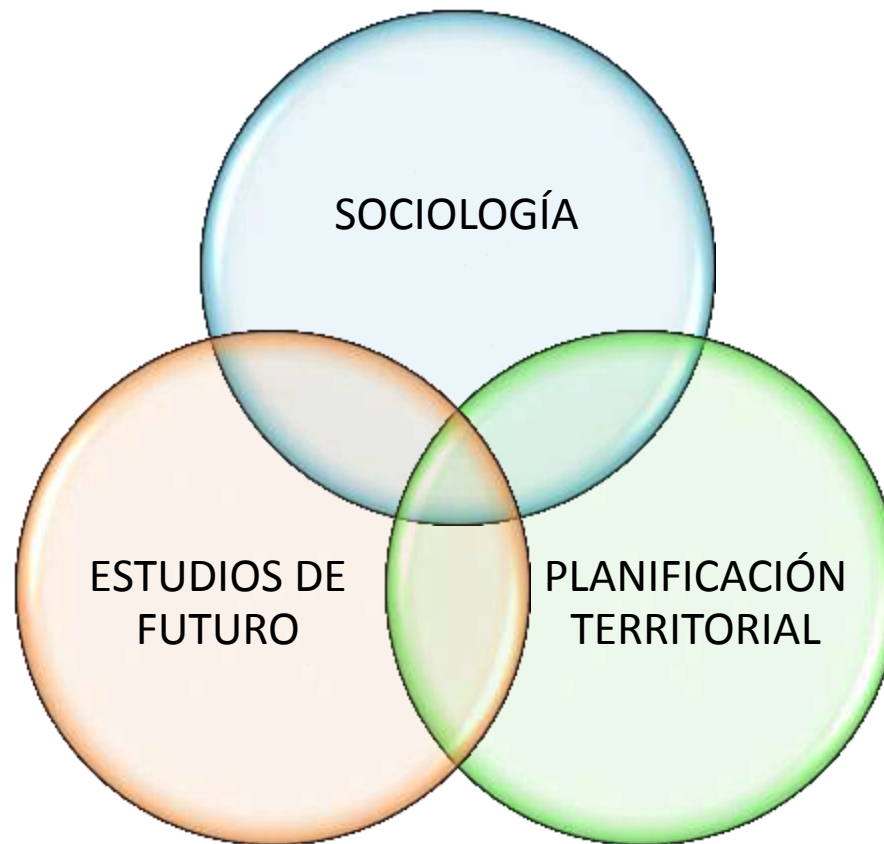 SOCIOLOGÍA
ESTUDIOS DE
FUTURO
PLANIFICACIÓN
TERRITORIAL